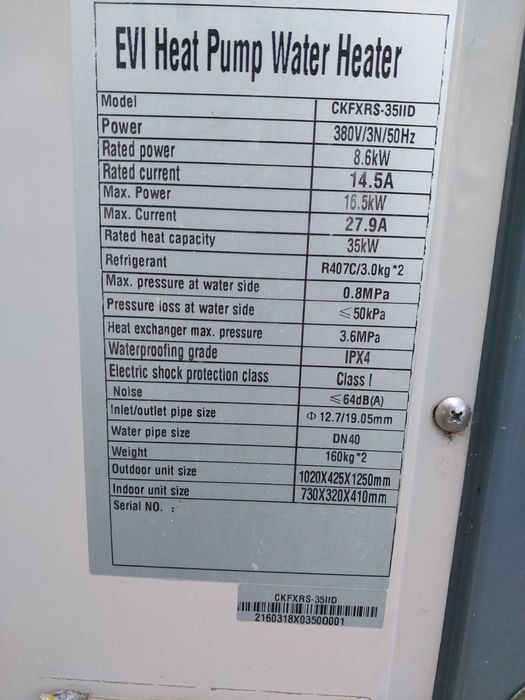 EVI Heat Pump Water Heater
Model CKFXRS-35IID
Power 380V/3N/50Hz
Rated power 8.6kW
Rated current 14.5A
Max. Power 16.5kW
Max. Current 27.9A
Rated heat capacity 35kW
Refrigerant R407C/3.0kg*2
Max. pressure at water side 0.8MPa
Pressure loss at water side ≤50kPa
Heat exchanger max. pressure 3.6MPa
Waterproofing grade IPX4
Electric shock protection class Class I
Noise ≤64dB(A)
Inlet/outlet pipe size Φ12.7/19.05mm
Water pipe size DN40
Weight 160kg*2
Outdoor unit size 1020X425X1250mm
Indoor unit size 730X320X410mm
Serial NO. :
CKFXRS-35IID
2160318X03500001